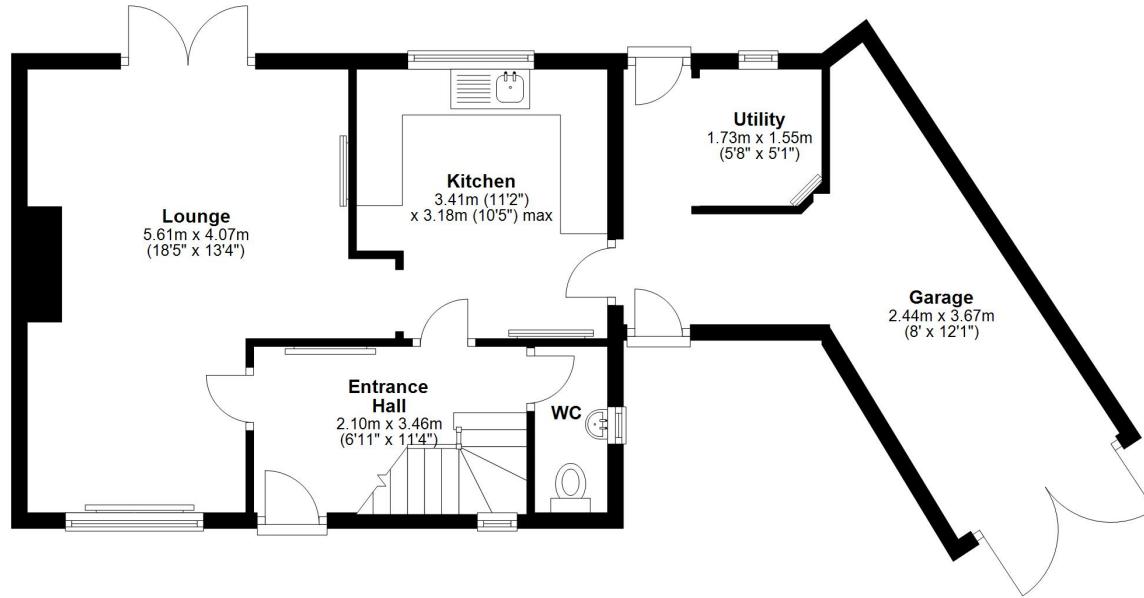 Lounge
5.61m x 4.07m
(18'5" x 13'4")
Kitchen
3.41m (11'2")
x 3.18m (10'5") max
Utility
1.73m x 1.55m
(5'8" x 5'1")
Garage
2.44m x 3.67m
(8' x 12'1")
Entrance
Hall
2.10m x 3.46m
(6'11" x 11'4")
WC